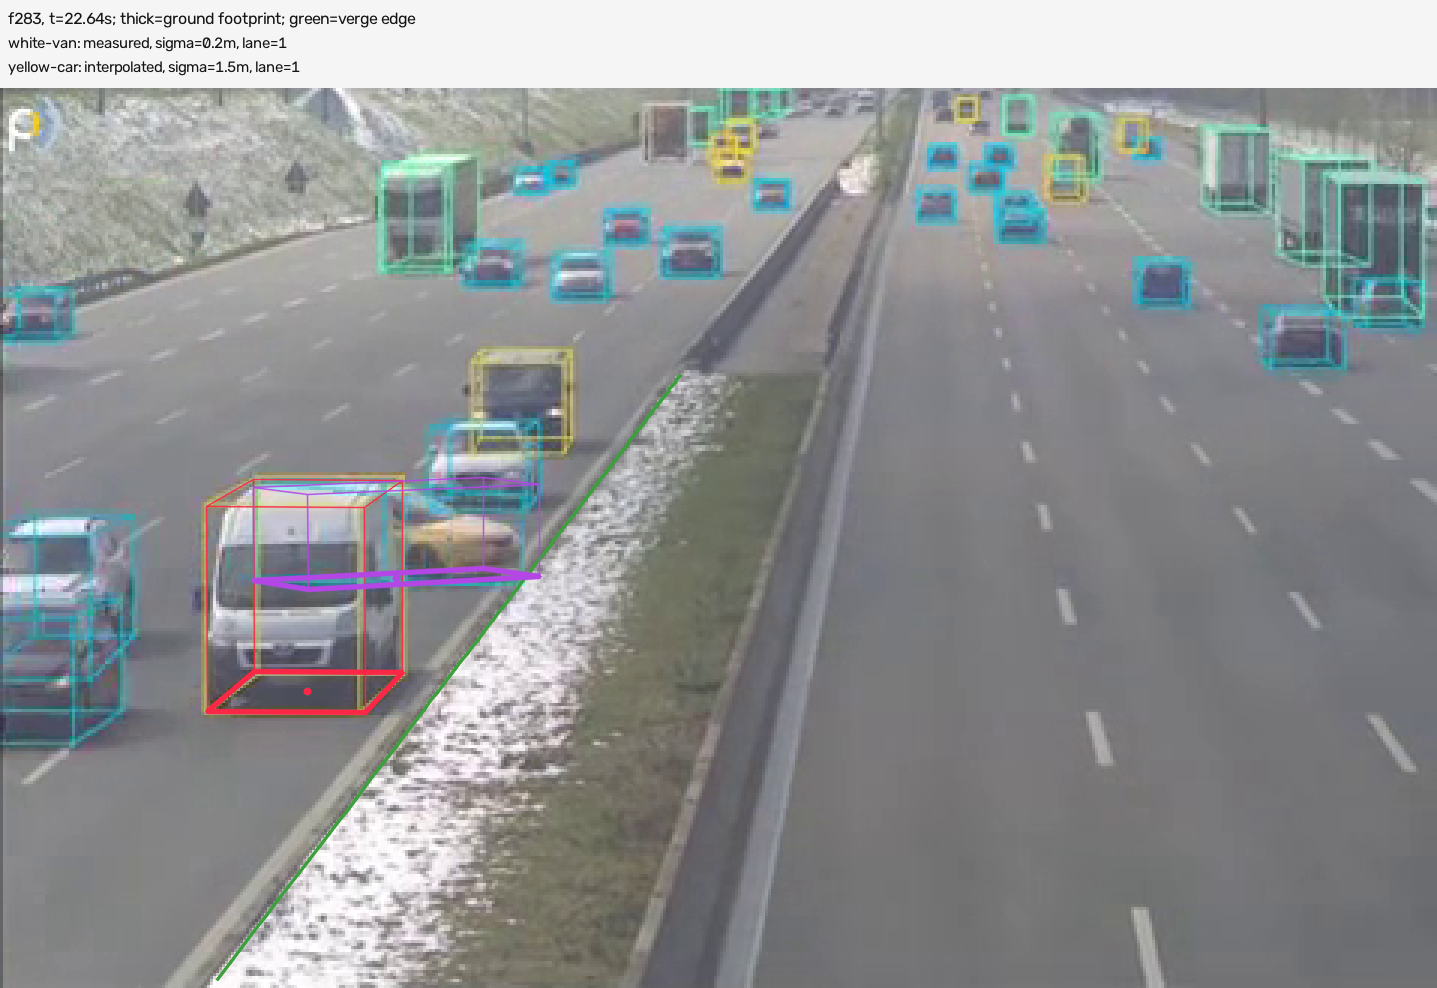 f283, t=22.64s; thick=ground footprint; green=verge edge
white-van: measured, sigma=0.2m, lane=1
yellow-car: interpolated, sigma=1.5m, lane=1